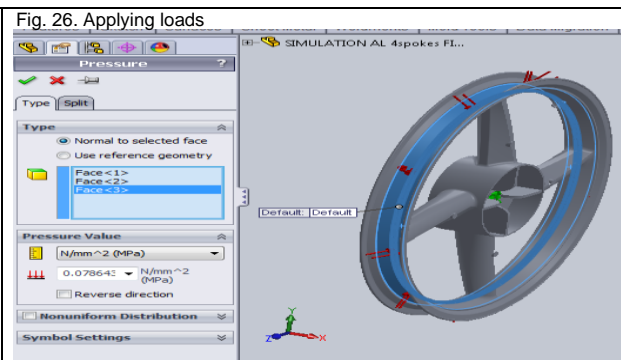 Fig. 26. Applying loads
SIMULATION AL 4spokes FI...
Pressure ?
Type Split
Type
Normal to selected face
Use reference geometry
Face<1>
Face<2>
Face<3>
Default: Default
Pressure Value
N/mm^2 (MPa)
0.078643 N/mm^2 (MPa)
Reverse direction
Nonuniform Distribution
Symbol Settings
Y
Z X